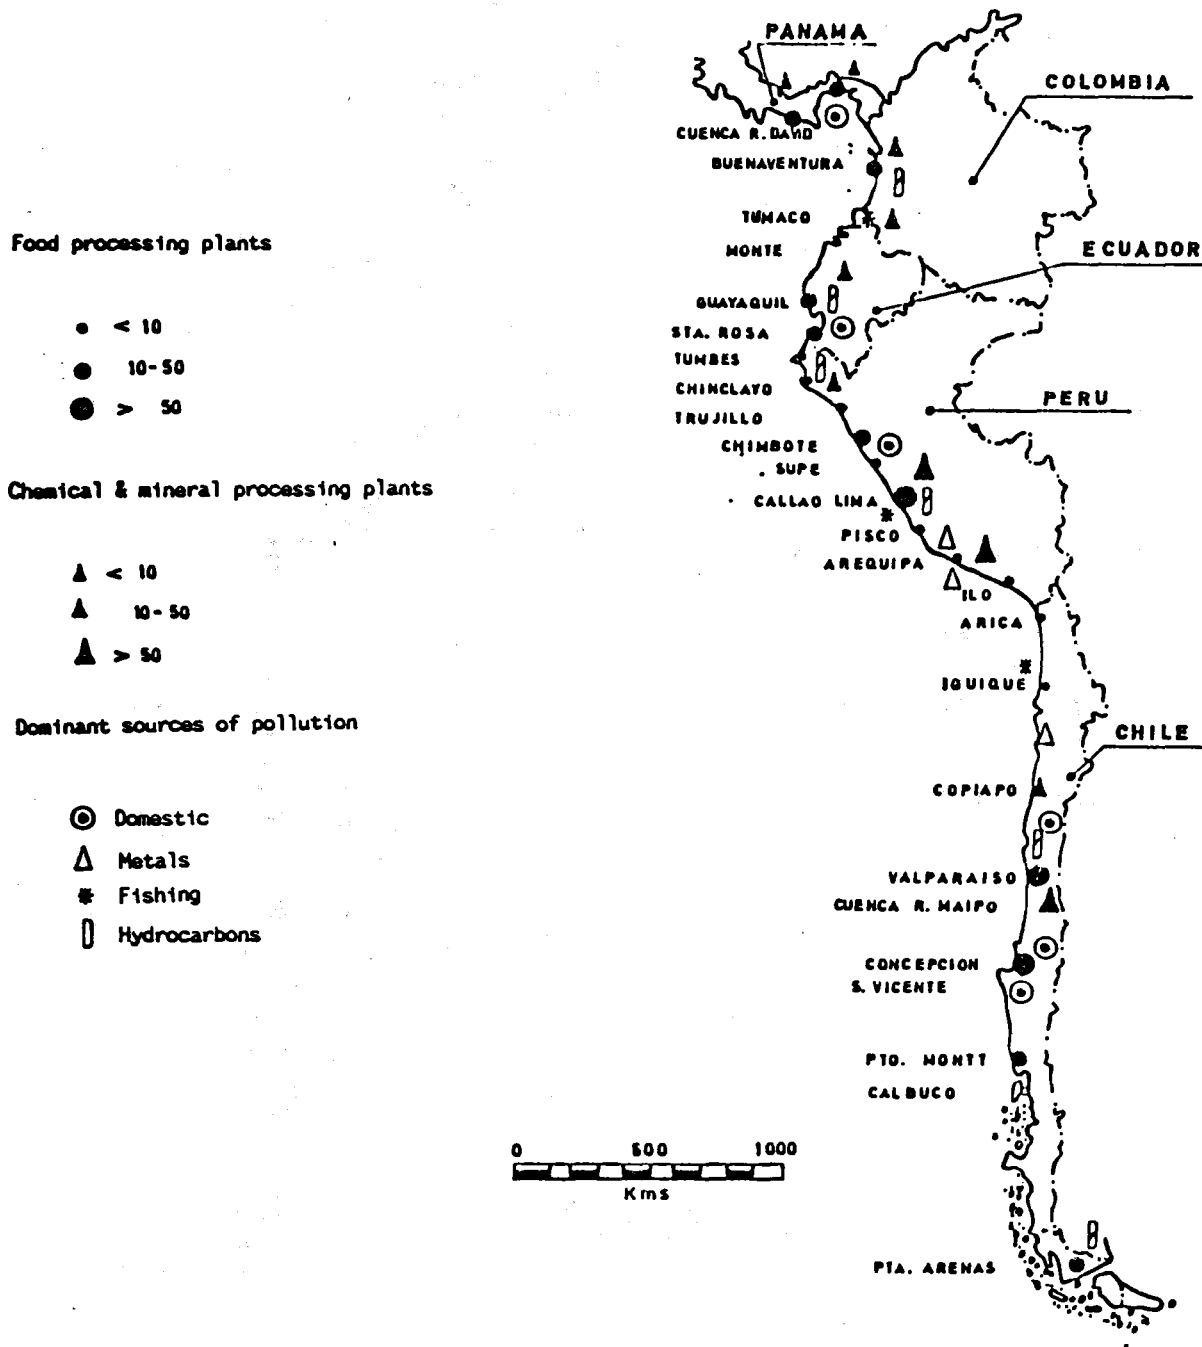 PANAMA
COLOMBIA
CUENCA R. DAVID
BUENAVENTURA
TUMACO
MONTE
ECUADOR
Food processing plants
< 10
10-50
> 50
GUAYAQUIL
STA. ROSA
TUMBES
CHINCLAYO
TRUJILLO
PERU
CHIMBOTE
SUPE
CALLAO LIMA
PISCO
AREQUIPA
ILO
ARICA
Chemical & mineral processing plants
< 10
10-50
> 50
IQUIQUE
CHILE
Dominant sources of pollution
Domestic
Metals
Fishing
Hydrocarbons
COPIAPO
VALPARAISO
CUENCA R. MAIPO
CONCEPCION
S. VICENTE
PTO. MONTT
CALBUCO
0 500 1000
Kms
PTA. ARENAS